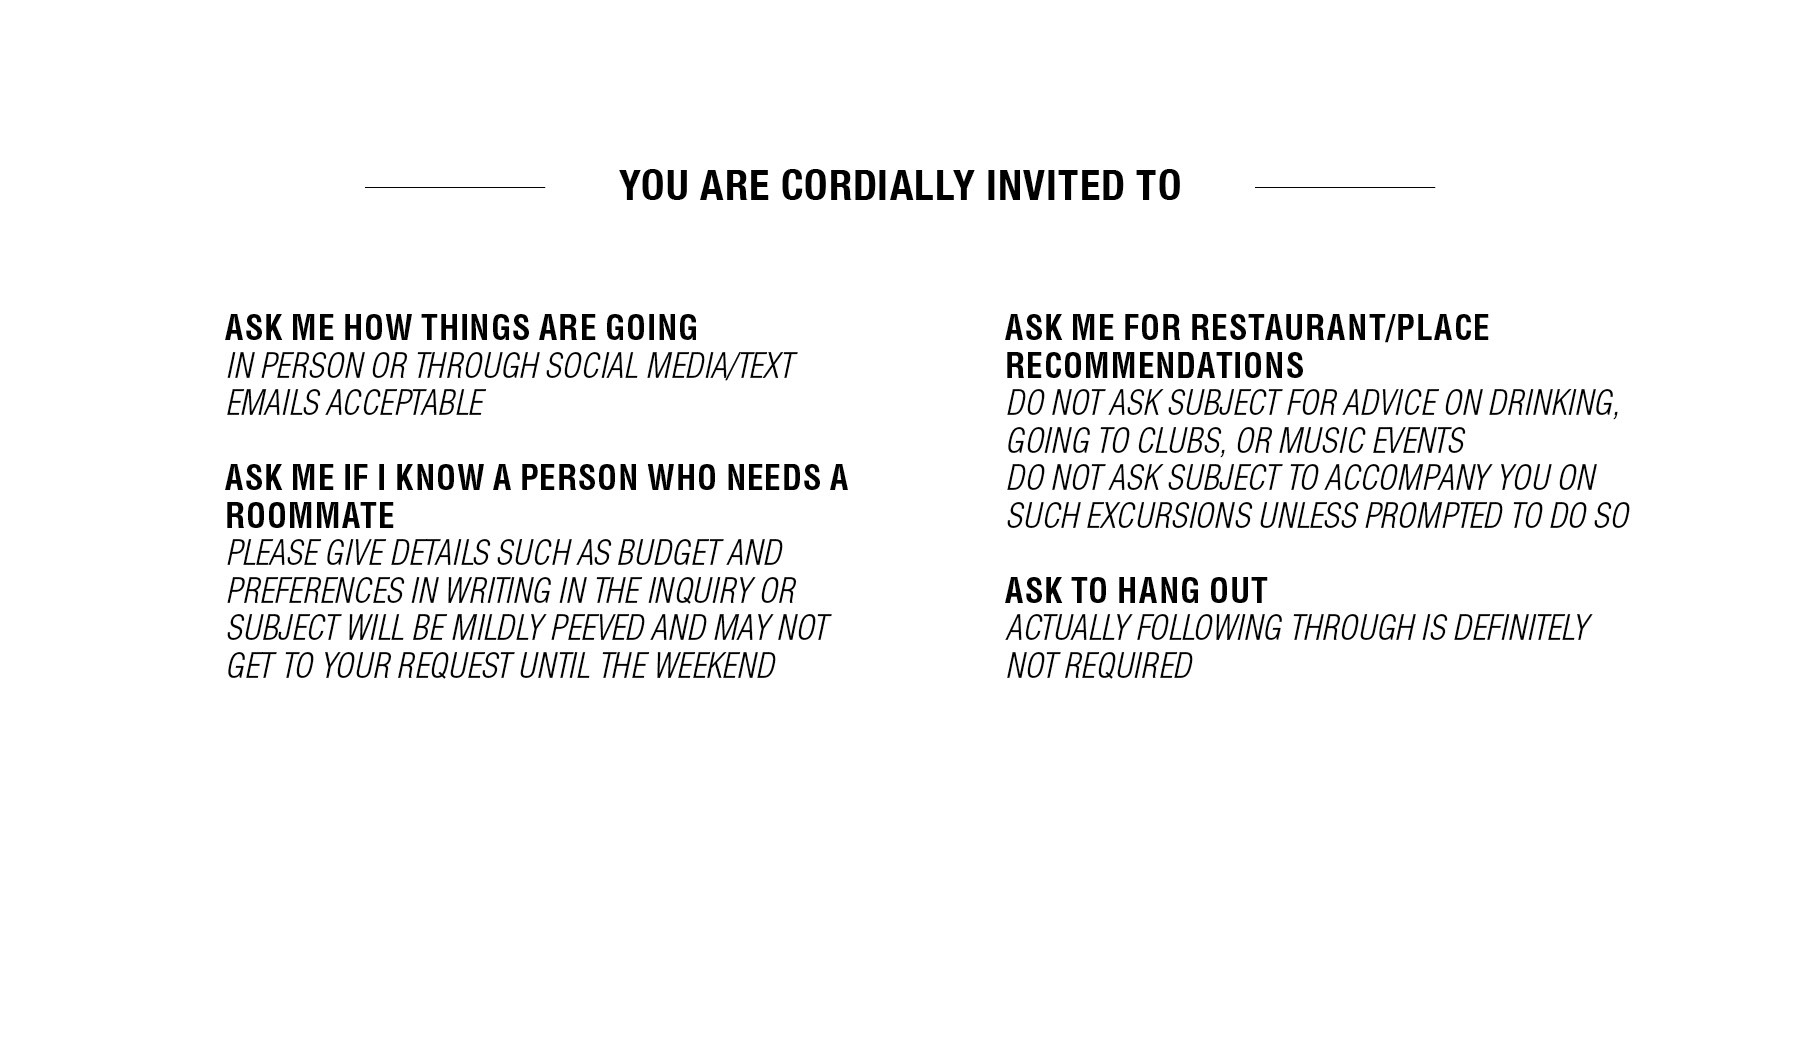 YOU ARE CORDIALLY INVITED TO
ASK ME HOW THINGS ARE GOING
IN PERSON OR THROUGH SOCIAL MEDIA/TEXT
EMAILS ACCEPTABLE
ASK ME IF I KNOW A PERSON WHO NEEDS A
ROOMMATE
PLEASE GIVE DETAILS SUCH AS BUDGET AND
PREFERENCES IN WRITING IN THE INQUIRY OR
SUBJECT WILL BE MILDLY PEEVED AND MAY NOT
GET TO YOUR REQUEST UNTIL THE WEEKEND
ASK ME FOR RESTAURANT/PLACE
RECOMMENDATIONS
DO NOT ASK SUBJECT FOR ADVICE ON DRINKING,
GOING TO CLUBS, OR MUSIC EVENTS
DO NOT ASK SUBJECT TO ACCOMPANY YOU ON
SUCH EXCURSIONS UNLESS PROMPTED TO DO SO
ASK TO HANG OUT
ACTUALLY FOLLOWING THROUGH IS DEFINITELY
NOT REQUIRED